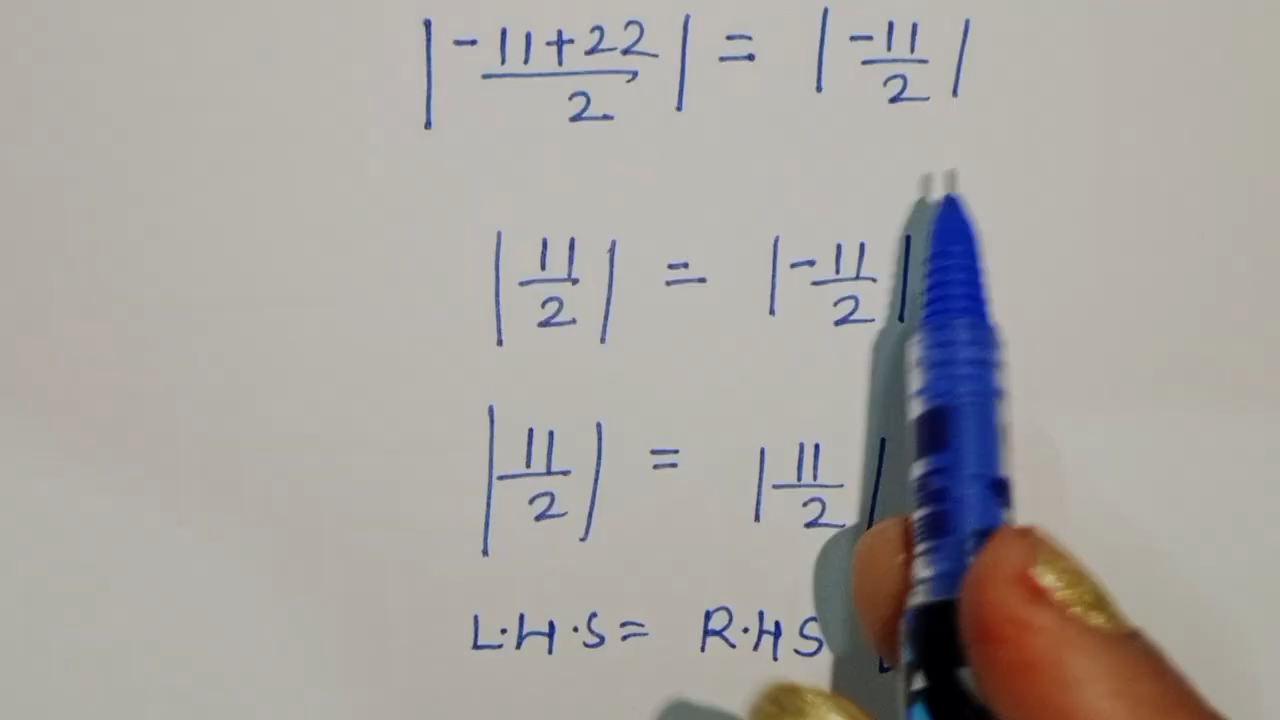 |-11+22/2| = |-11/2|
|11/2| = |-11/2|
|11/2| = |11/2|
L.H.S = R.HS